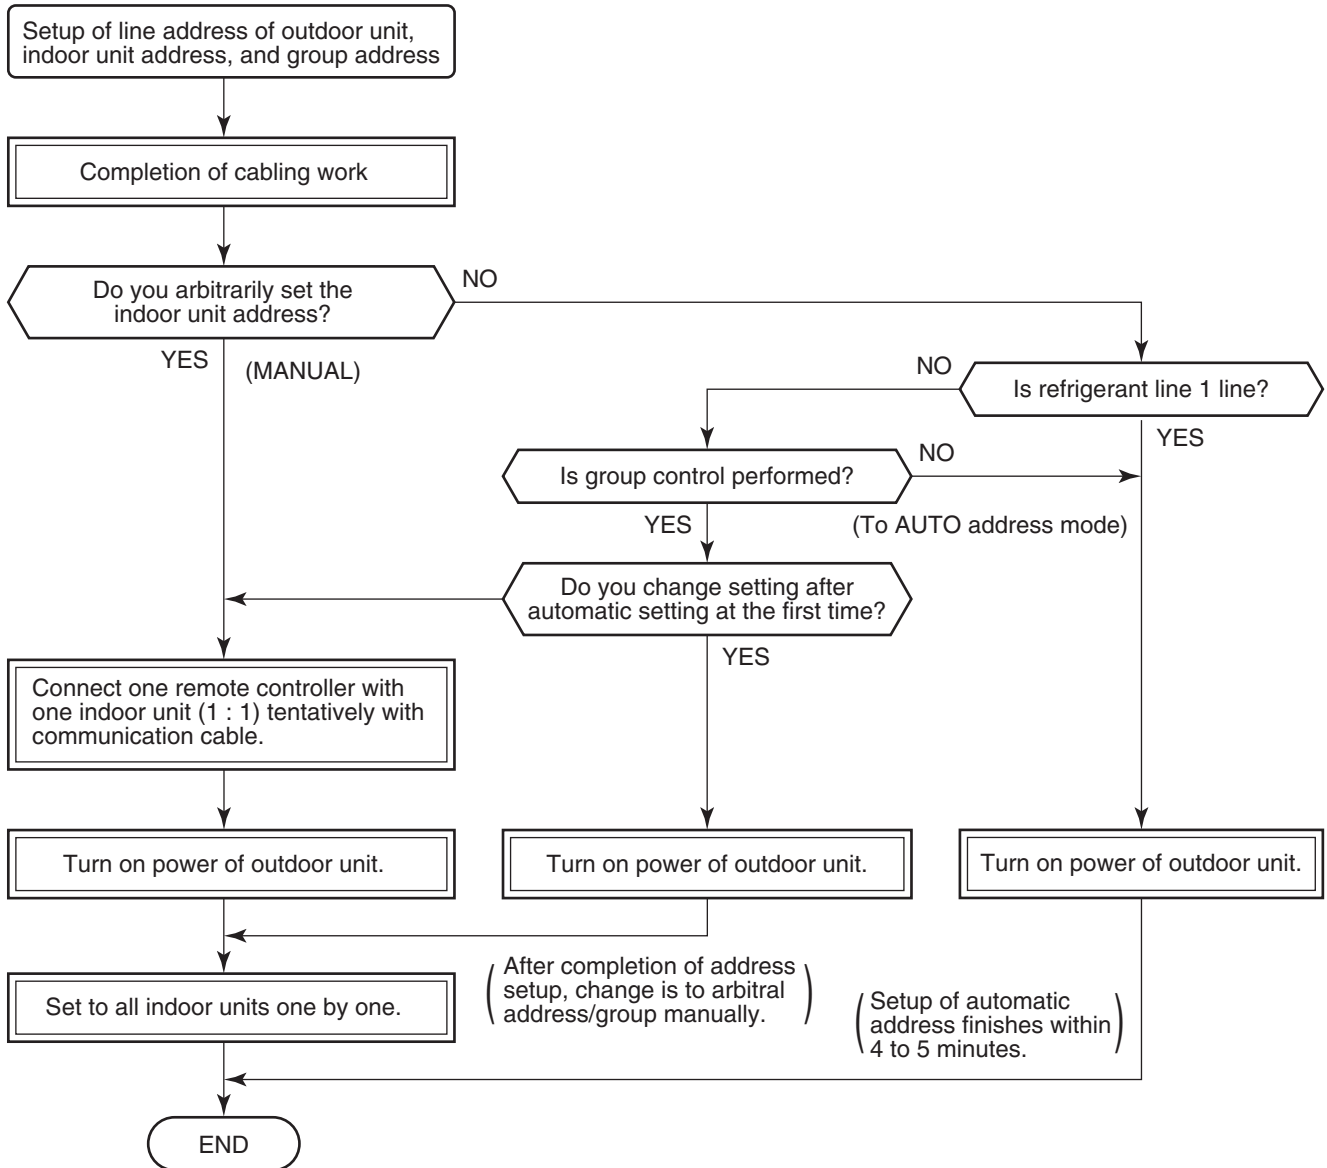 Setup of line address of outdoor unit,
indoor unit address, and group address
Completion of cabling work
Do you arbitrarily set the
indoor unit address?
NO
YES
(MANUAL)
Is refrigerant line 1 line?
NO
YES
Is group control performed?
NO
YES
(To AUTO address mode)
Do you change setting after
automatic setting at the first time?
YES
Connect one remote controller with
one indoor unit (1 : 1) tentatively with
communication cable.
Turn on power of outdoor unit.
Turn on power of outdoor unit.
Turn on power of outdoor unit.
Set to all indoor units one by one.
(After completion of address
setup, change is to arbitral
address/group manually.)
(Setup of automatic
address finishes within
4 to 5 minutes.)
END